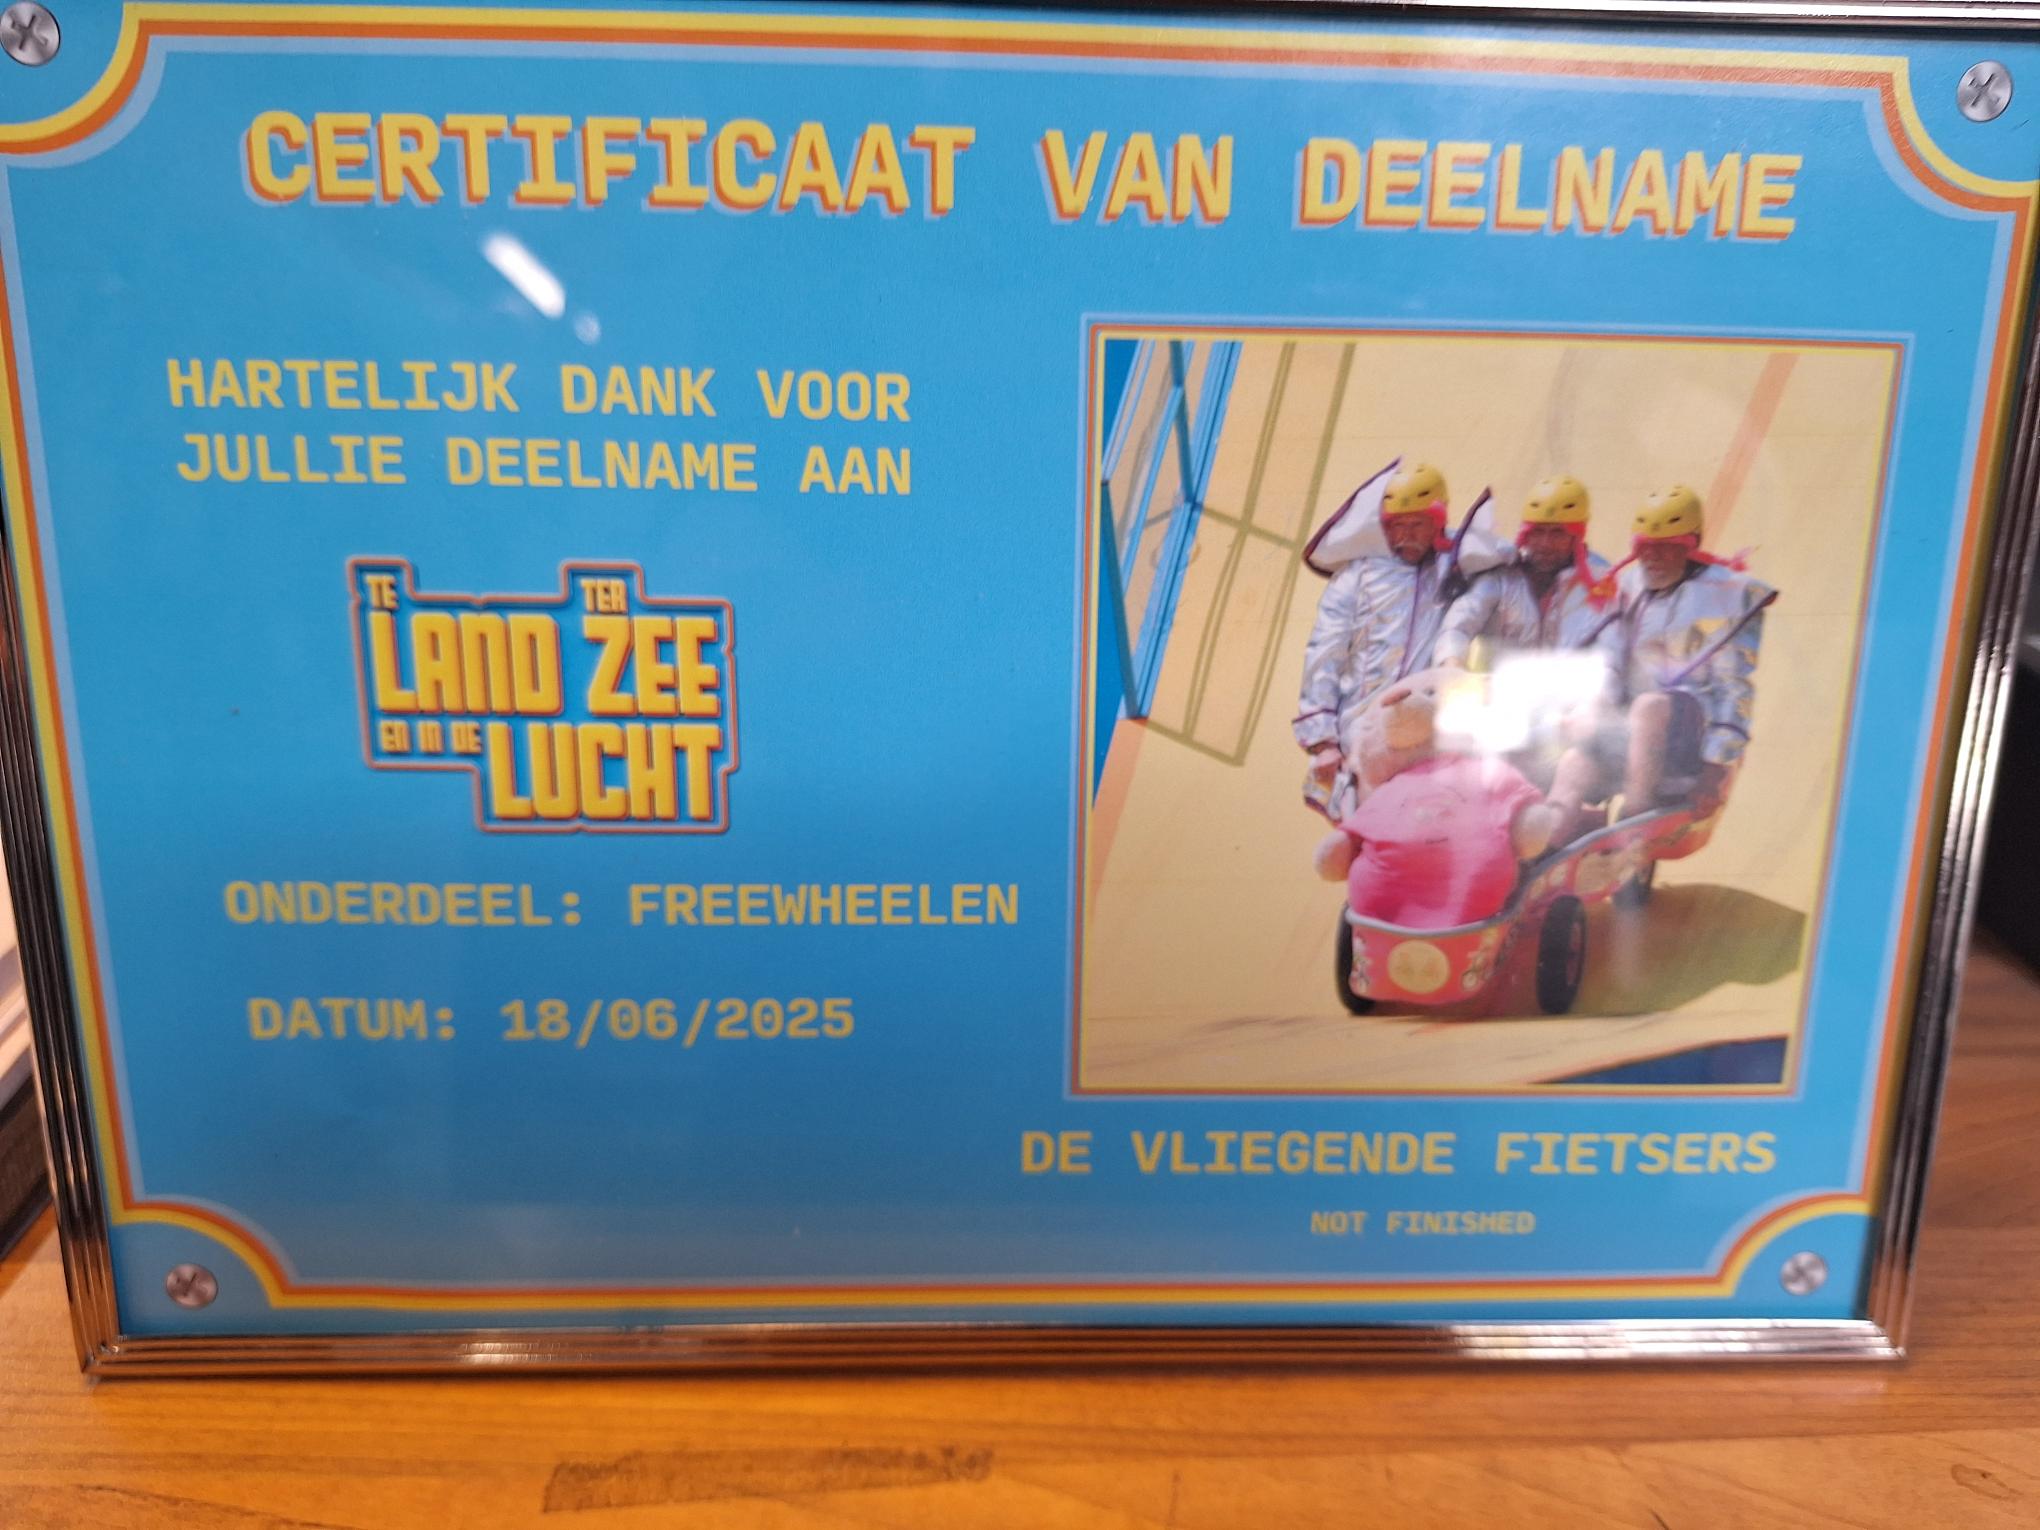 CERTIFICAAT VAN DEELNAME
HARTELIJK DANK VOOR
JULLIE DEELNAME AAN
TE LAND TER ZEE
EN IN DE LUCHT
ONDERDEEL: FREEWHEELEN
DATUM: 18/06/2025
DE VLIEGENDE FIETSERS
NOT FINISHED